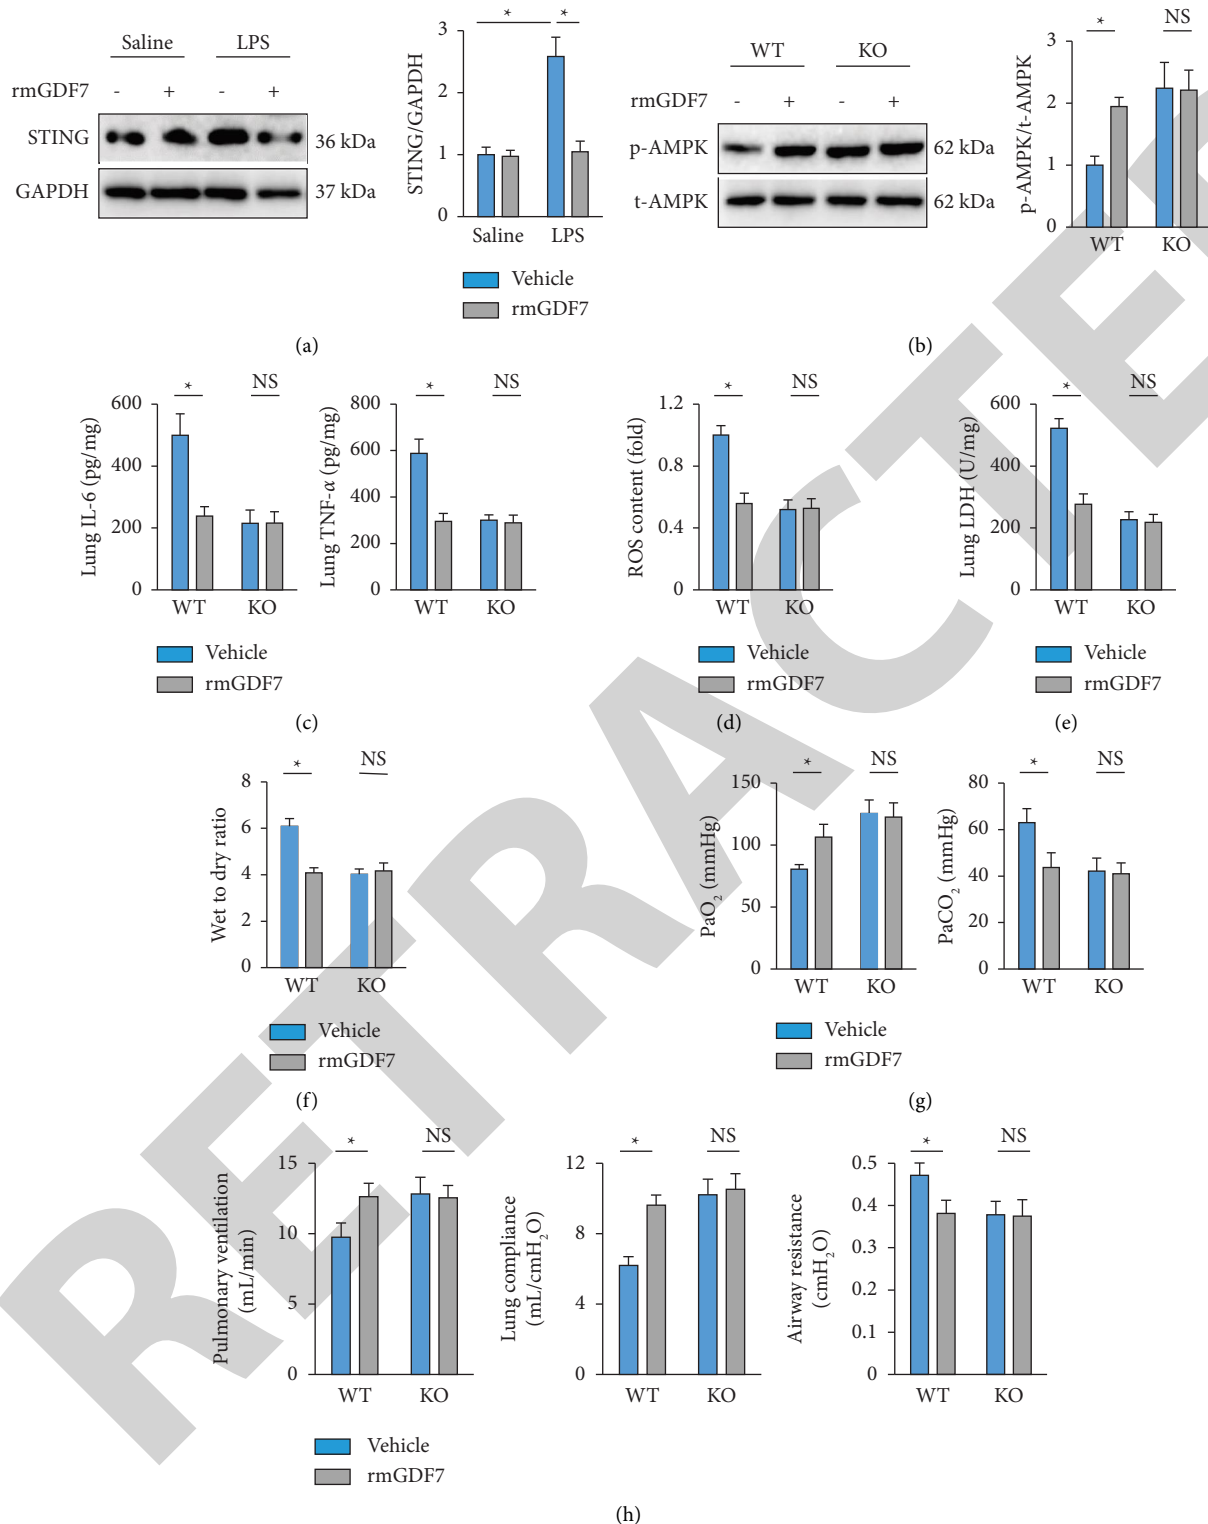 Saline LPS
rmGDF7 - + - +
STING 36 kDa
GAPDH 37 kDa
* *
STING/GAPDH
3
2
1
0
Saline LPS
Vehicle
rmGDF7
(a)
WT KO
rmGDF7 - + - +
p-AMPK 62 kDa
t-AMPK 62 kDa
* NS
p-AMPK/t-AMPK
3
2
1
0
WT KO
(b)
* NS
Lung IL-6 (pg/mg)
600
400
200
0
WT KO
* NS
Lung TNF-α (pg/mg)
800
600
400
200
0
WT KO
Vehicle
rmGDF7
(c)
* NS
ROS content (fold)
1.2
0.8
0.4
0
WT KO
Vehicle
rmGDF7
(d)
* NS
Lung LDH (U/mg)
600
400
200
0
WT KO
Vehicle
rmGDF7
(e)
* NS
Wet to dry ratio
8
6
4
2
0
WT KO
Vehicle
rmGDF7
(f)
* NS
PaO2 (mmHg)
150
100
50
0
WT KO
* NS
PaCO2 (mmHg)
80
60
40
20
0
WT KO
Vehicle
rmGDF7
(g)
* NS
Pulmonary ventilation
(mL/min)
15
10
5
0
WT KO
* NS
Lung compliance
(mL/cmH2O)
12
8
4
0
WT KO
* NS
Airway resistance
(cmH2O)
0.5
0.4
0.3
0.2
0.1
0
WT KO
Vehicle
rmGDF7
(h)
RETRACTED